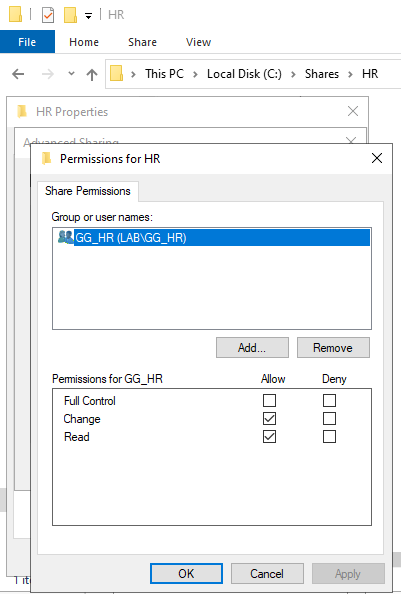 HR
File Home Share View
This PC Local Disk (C:) Shares HR
HR Properties
Advanced Sharing
Permissions for HR
Share Permissions
Group or user names:
GG_HR (LAB\GG_HR)
Add... Remove
Permissions for GG_HR Allow Deny
Full Control
Change
Read
OK Cancel Apply